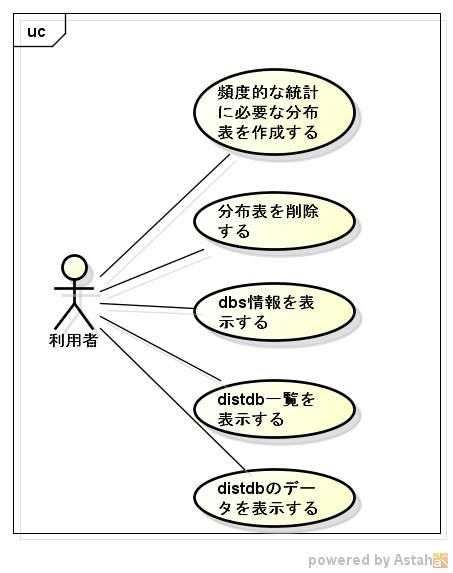 uc
頻度的な統計
に必要な分布
表を作成する
分布表を削除
する
dbs情報を表
示する
利用者
distdb一覧を
表示する
distdbのデー
タを表示する
powered by Astah